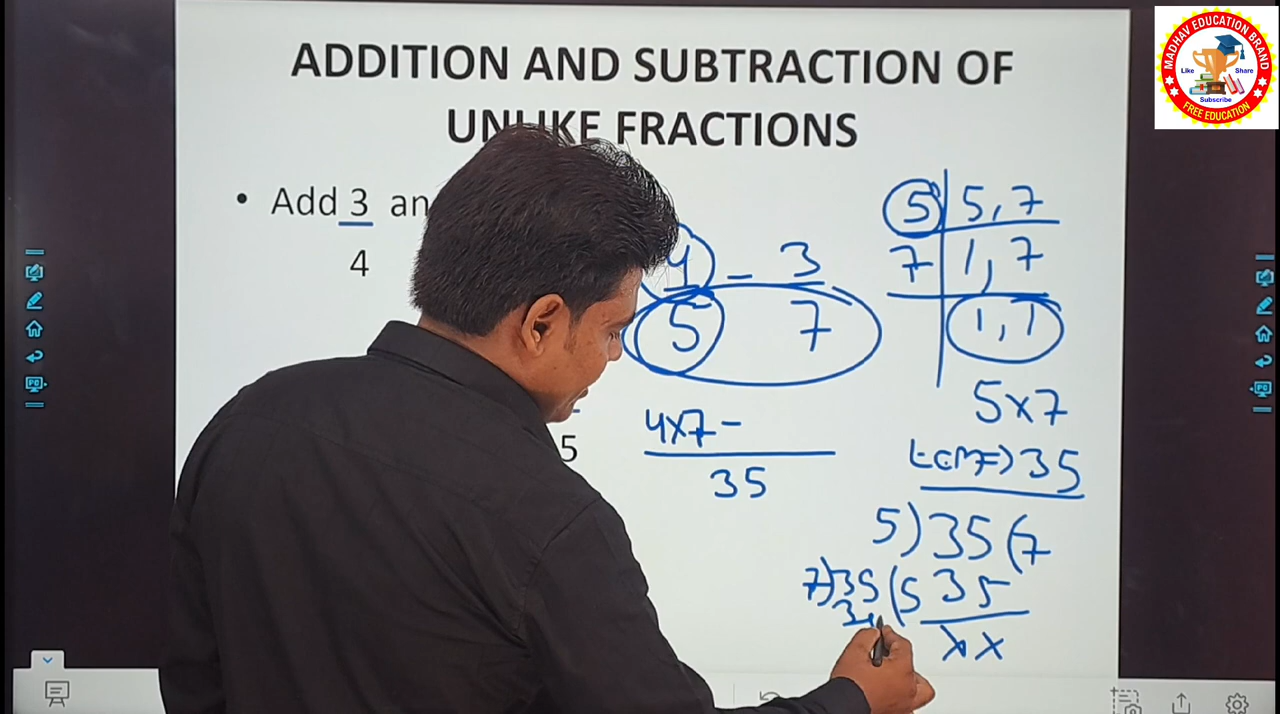 ADDITION AND SUBTRACTION OF
UNLIKE FRACTIONS
• Add 3 an
4
5
4 - 3
5 7
4x7-
35
5 | 5, 7
7 | 1, 7
1, 1
5x7
LCM => 35
5) 35 (7
35
x x
7) 35 (5
MADHAV EDUCATION BRAND
Like
Share
Subscribe
FREE EDUCATION
PC
PC